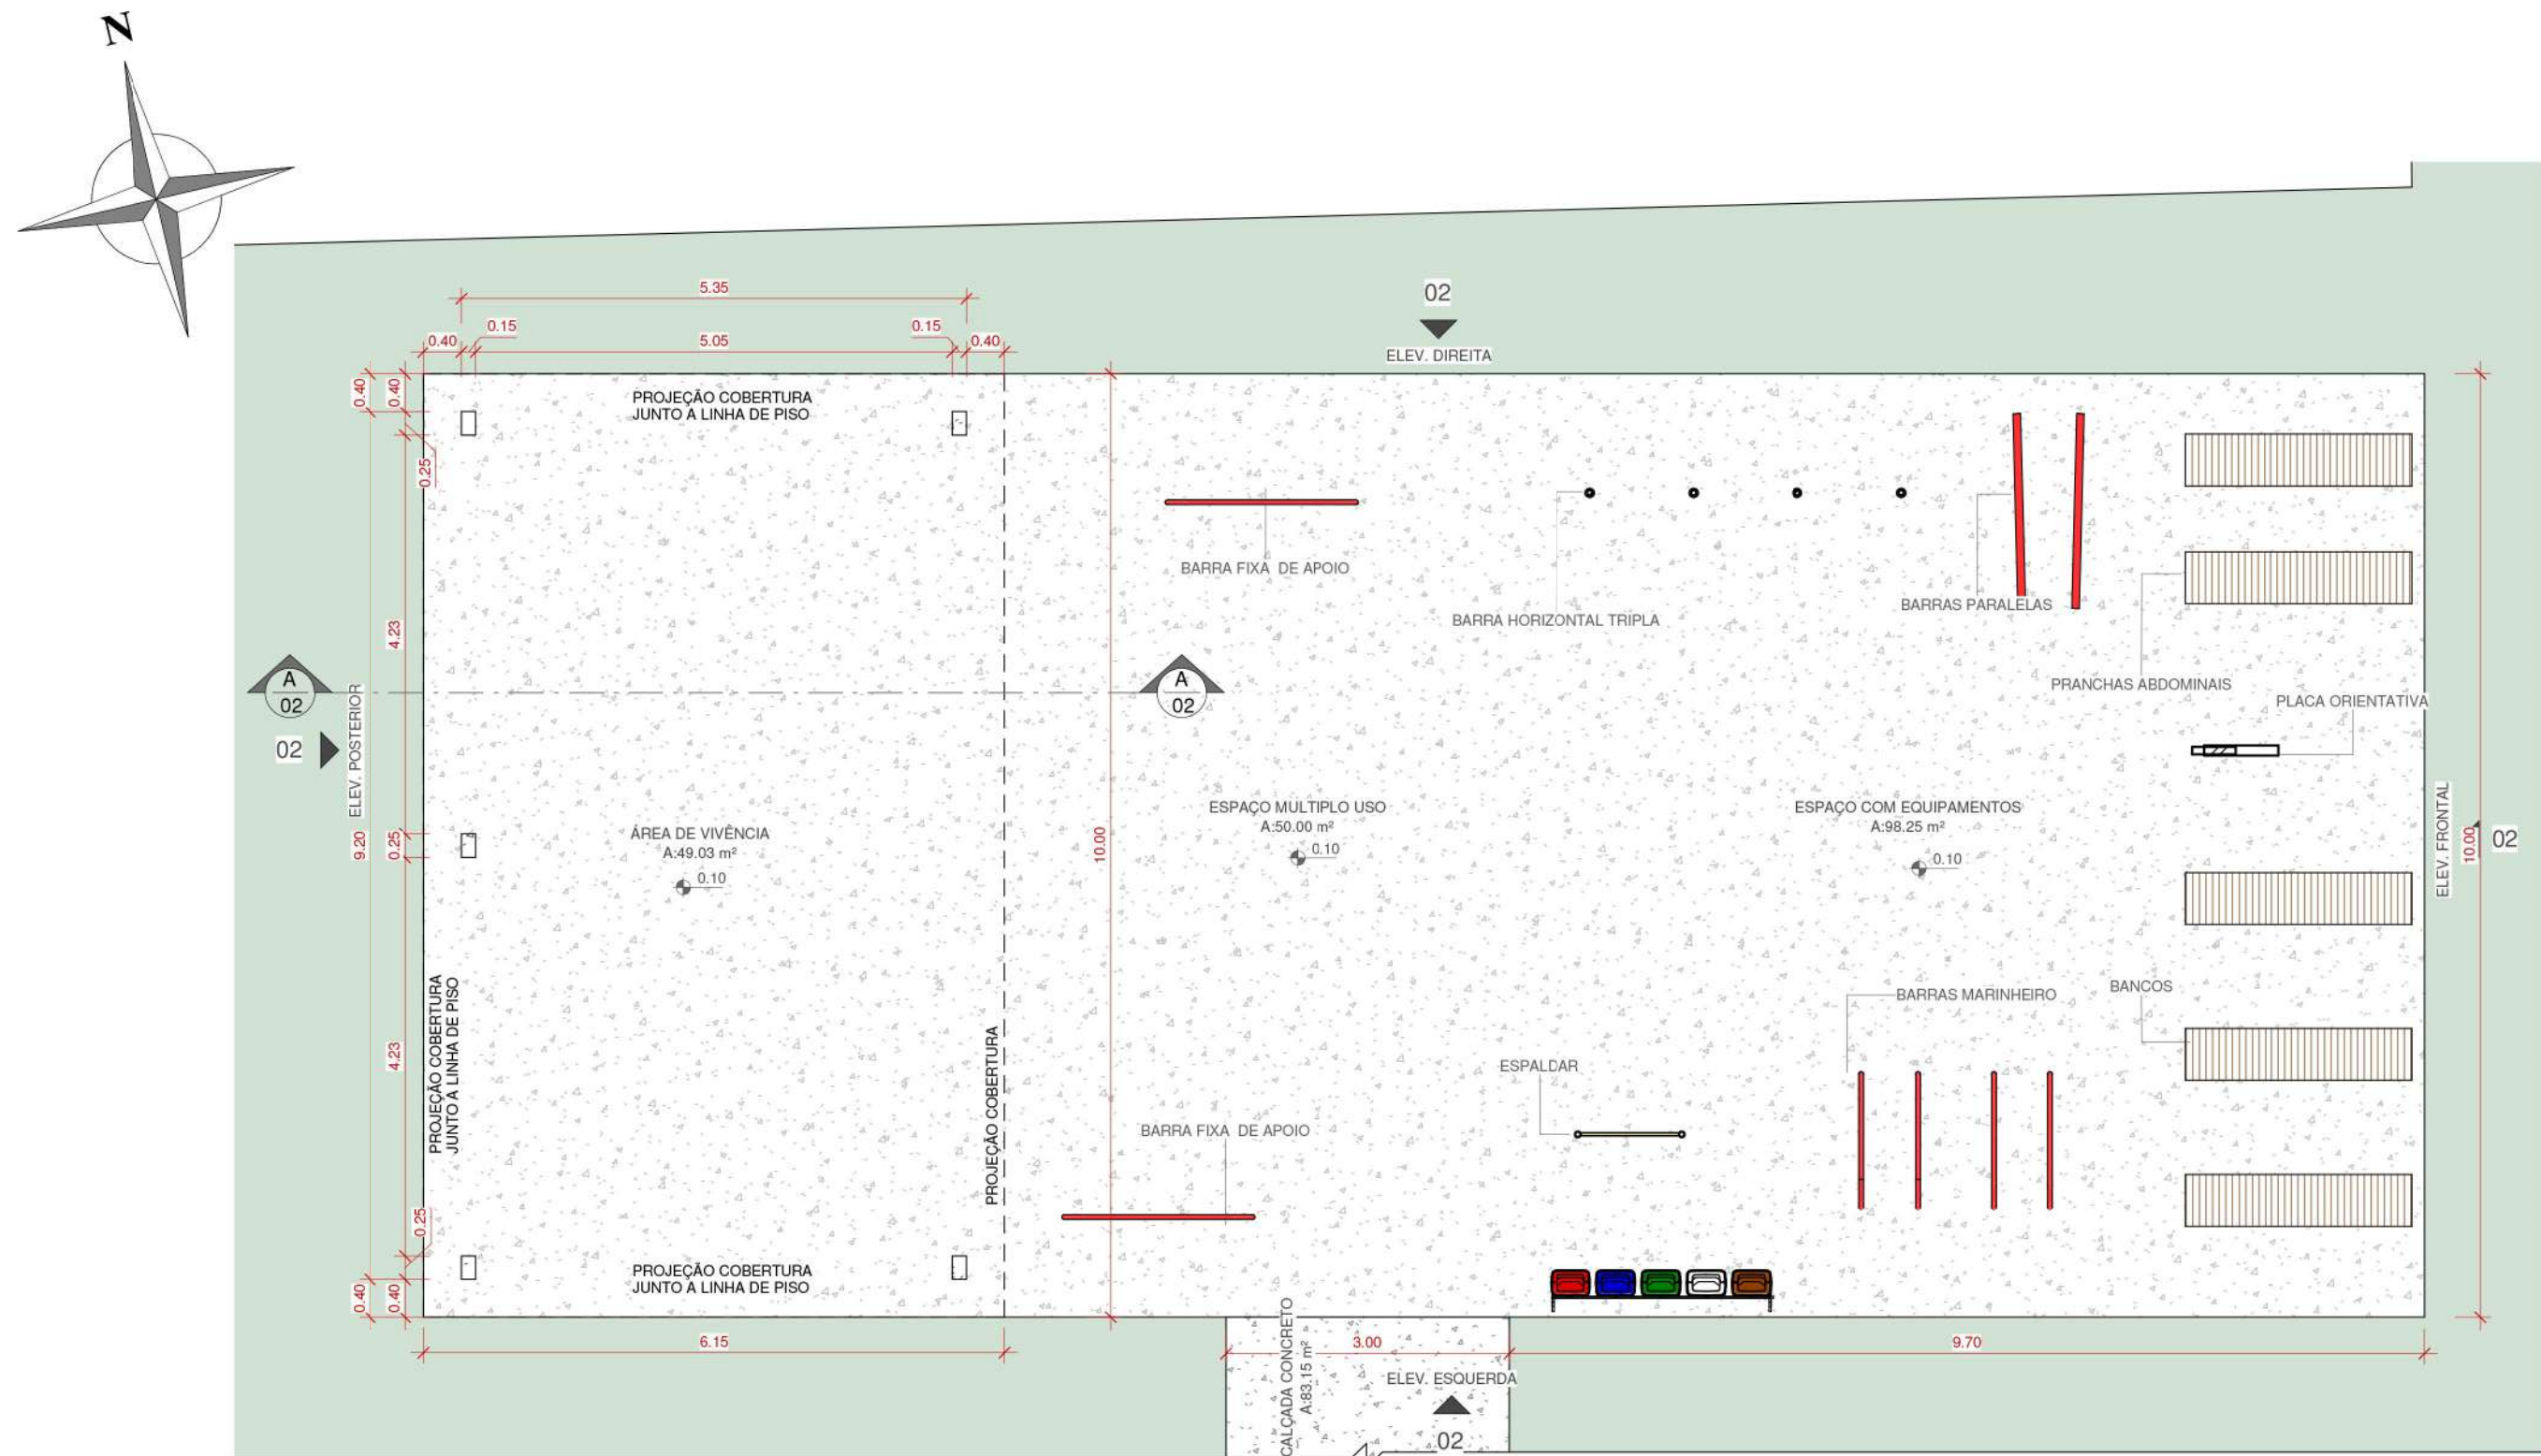 N
5.35
02
0.15
0.15
0.40
5.05
0.40
ELEV. DIREITA
0.40
0.40
PROJEÇÃO COBERTURA
JUNTO A LINHA DE PISO
0.25
BARRA FIXA DE APOIO
BARRA HORIZONTAL TRIPLA
BARRAS PARALELAS
4.23
A
02
A
02
PRANCHAS ABDOMINAIS
PLACA ORIENTATIVA
02
ELEV. POSTERIOR
ESPAÇO MULTIPLO USO
A:50.00 m²
0.10
ESPAÇO COM EQUIPAMENTOS
A:98.25 m²
0.10
ÁREA DE VIVÊNCIA
A:49.03 m²
0.10
9.20
0.25
10.00
ELEV. FRONTAL
10.00
02
BANCOS
BARRAS MARINHEIRO
PROJEÇÃO COBERTURA
JUNTO A LINHA DE PISO
4.23
PROJEÇÃO COBERTURA
ESPALDAR
BARRA FIXA DE APOIO
0.25
PROJEÇÃO COBERTURA
JUNTO A LINHA DE PISO
0.40
0.40
6.15
3.00
9.70
CALÇADA CONCRETO
A:83.15 m²
ELEV. ESQUERDA
02